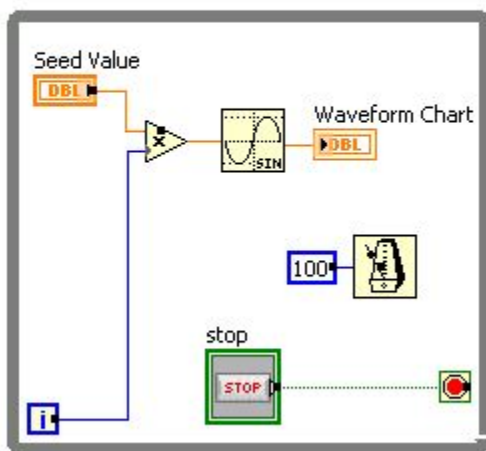 Seed Value
DBL
x
SIN
Waveform Chart
DBL
100
stop
STOP
i